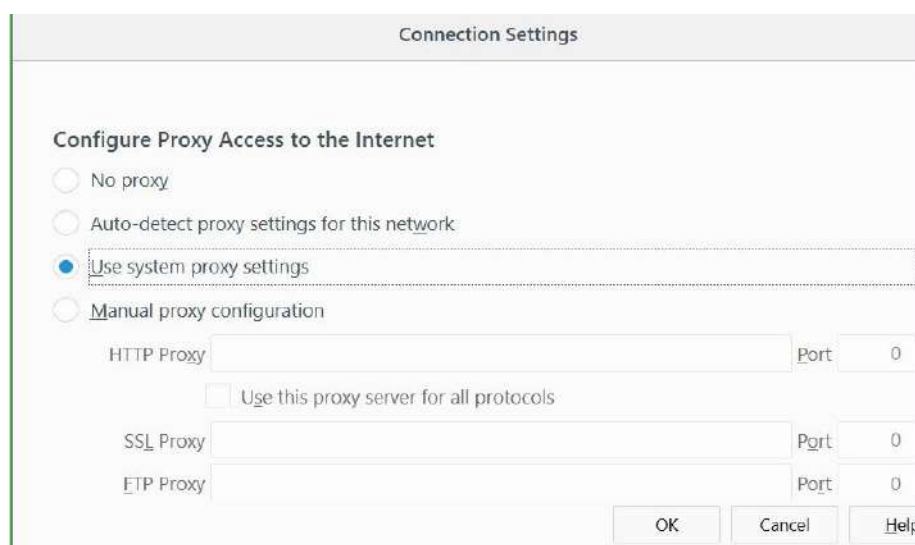 Connection Settings
Configure Proxy Access to the Internet
No proxy
Auto-detect proxy settings for this network
Use system proxy settings
Manual proxy configuration
HTTP Proxy Port 0
Use this proxy server for all protocols
SSL Proxy Port 0
FTP Proxy Port 0
OK Cancel Help